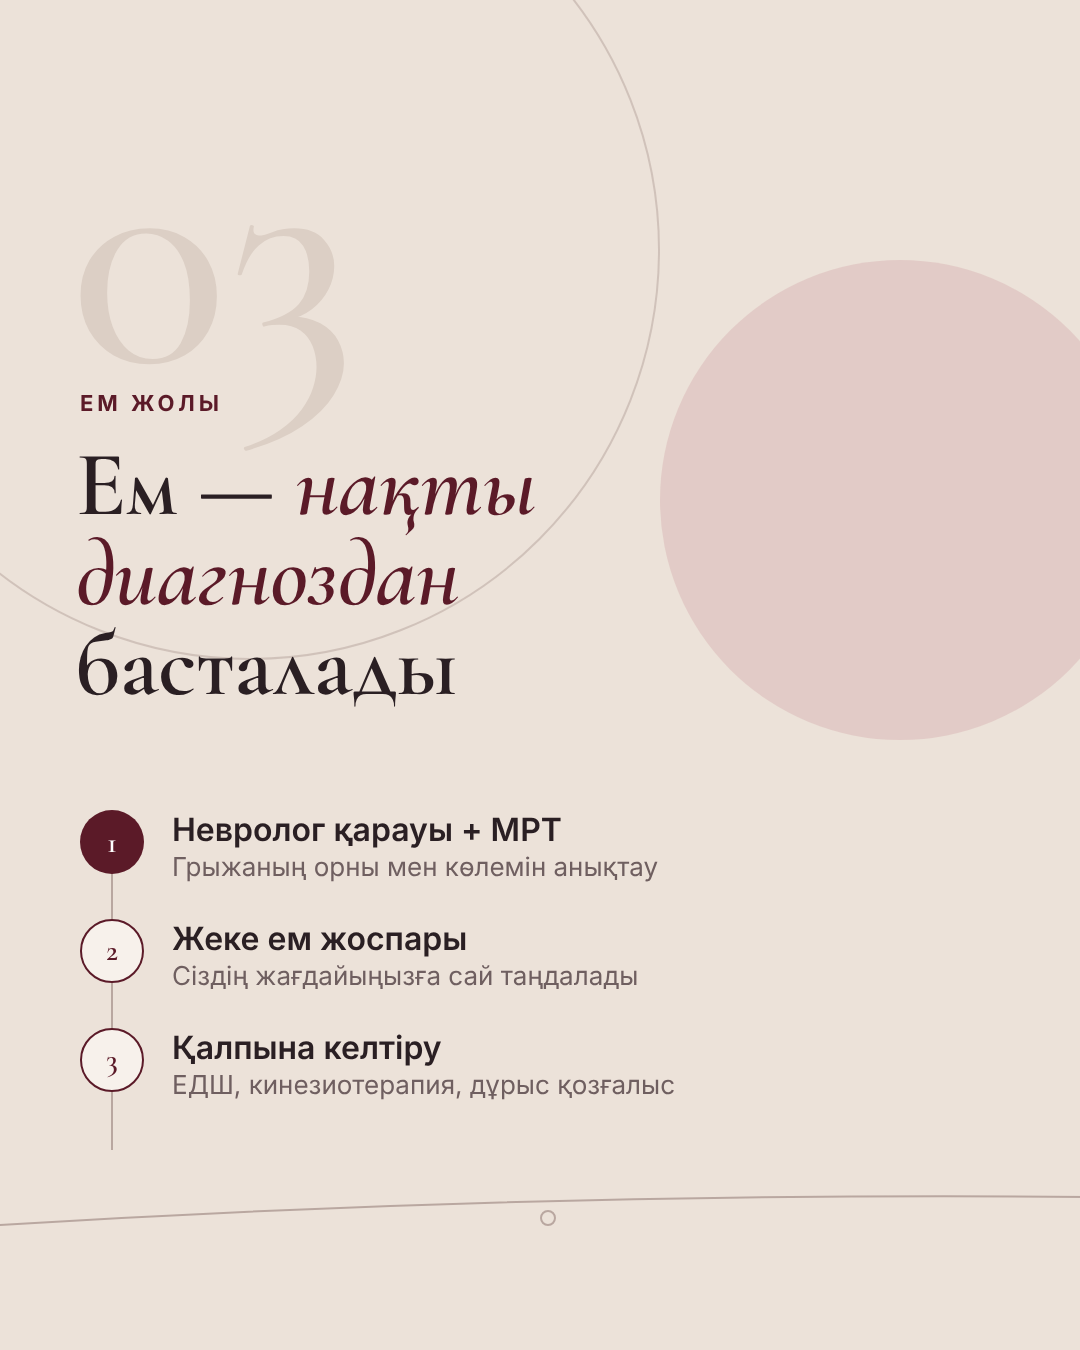 03
ЕМ ЖОЛЫ
Ем — нақты
диагноздан
басталады
1
Невролог қарауы + МРТ
Грыжаның орны мен көлемін анықтау
2
Жеке ем жоспары
Сіздің жағдайыңызға сай таңдалады
3
Қалпына келтіру
ЕДШ, кинезиотерапия, дұрыс қозғалыс